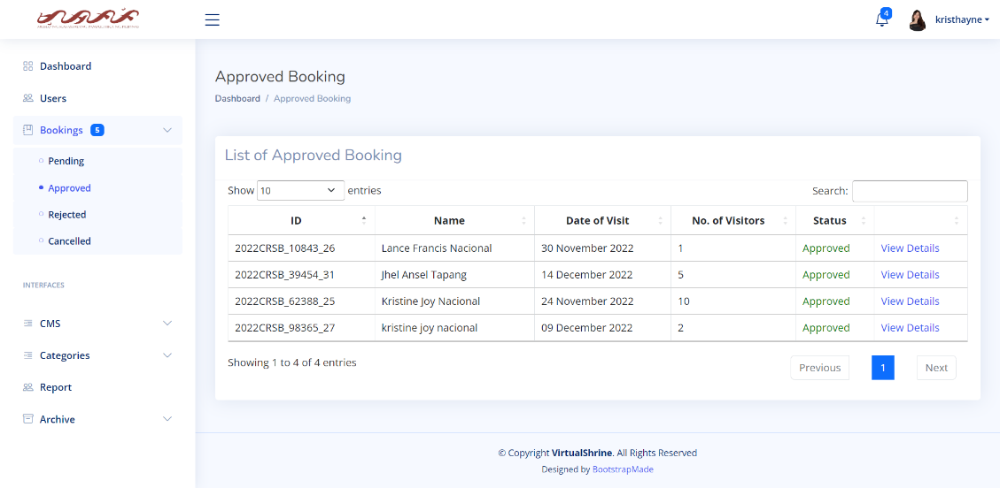 4
kristhayne
Dashboard
Users
Bookings 5
Pending
Approved
Rejected
Cancelled
INTERFACES
CMS
Categories
Report
Archive
Approved Booking
Dashboard / Approved Booking
List of Approved Booking
Show 10 entries
Search:
ID Name Date of Visit No. of Visitors Status
2022CRSB_10843_26 Lance Francis Nacional 30 November 2022 1 Approved View Details
2022CRSB_39454_31 Jhel Ansel Tapang 14 December 2022 5 Approved View Details
2022CRSB_62388_25 Kristine Joy Nacional 24 November 2022 10 Approved View Details
2022CRSB_98365_27 kristine joy nacional 09 December 2022 2 Approved View Details
Showing 1 to 4 of 4 entries
Previous 1 Next
© Copyright VirtualShrine. All Rights Reserved
Designed by BootstrapMade